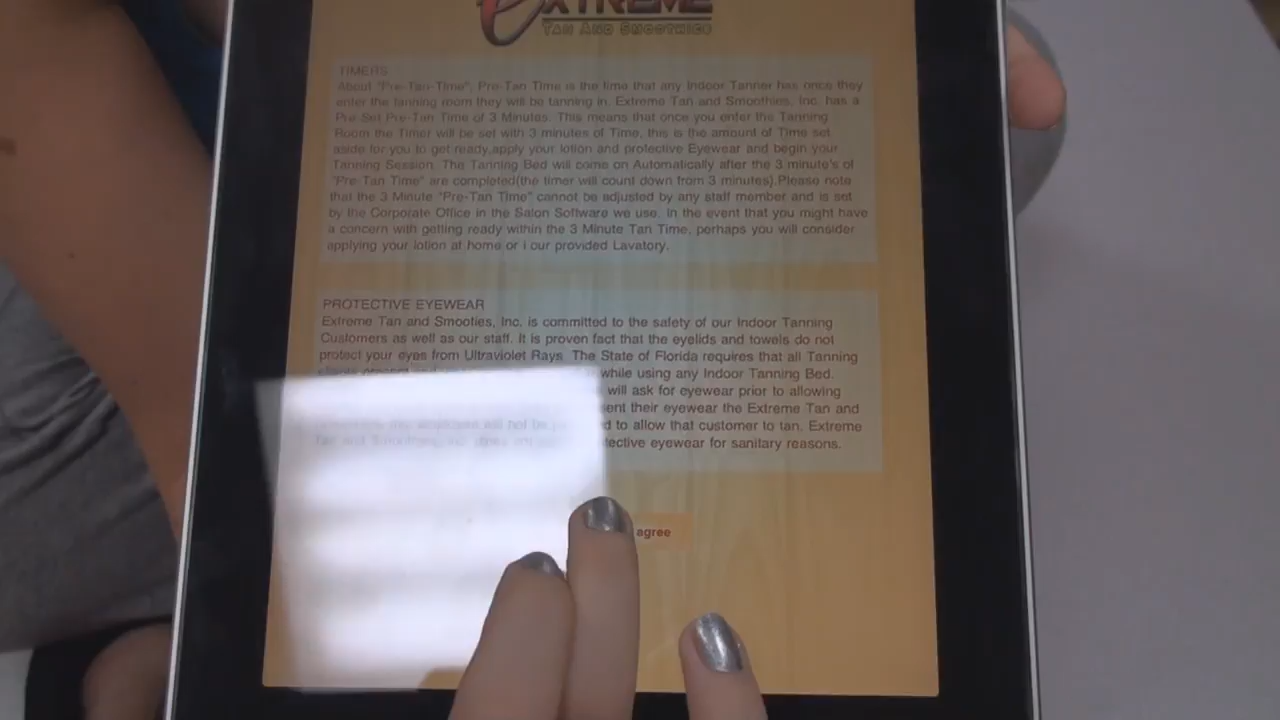 EXTREME
TAN AND SMOOTHIES
TIMERS
About "Pre-Tan-Time", Pre-Tan Time is the time that any Indoor Tanner has once they
enter the tanning room they will be tanning in. Extreme Tan and Smoothies, Inc. has a
Pre-Set Pre-Tan Time of 3 Minutes. This means that once you enter the Tanning
Room the Timer will be set with 3 minutes of Time, this is the amount of Time set
aside for you to get ready,apply your lotion and protective Eyewear and begin your
Tanning Session. The Tanning Bed will come on Automatically after the 3 minute's of
"Pre-Tan Time" are completed(the timer will count down from 3 minutes).Please note
that the 3 Minute "Pre-Tan Time" cannot be adjusted by any staff member and is set
by the Corporate Office in the Salon Software we use. In the event that you might have
a concern with getting ready within the 3 Minute Tan Time, perhaps you will consider
applying your lotion at home or i our provided Lavatory.
PROTECTIVE EYEWEAR
Extreme Tan and Smooties, Inc. is committed to the safety of our Indoor Tanning
Customers as well as our staff. It is proven fact that the eyelids and towels do not
protect your eyes from Ultraviolet Rays. The State of Florida requires that all Tanning
clients present and while using any Indoor Tanning Bed.
will ask for eyewear prior to allowing
their eyewear the Extreme Tan and
employee will not be to allow that customer to tan. Extreme
Tan and Smoothies, Inc. does eyewear for sanitary reasons.
agree